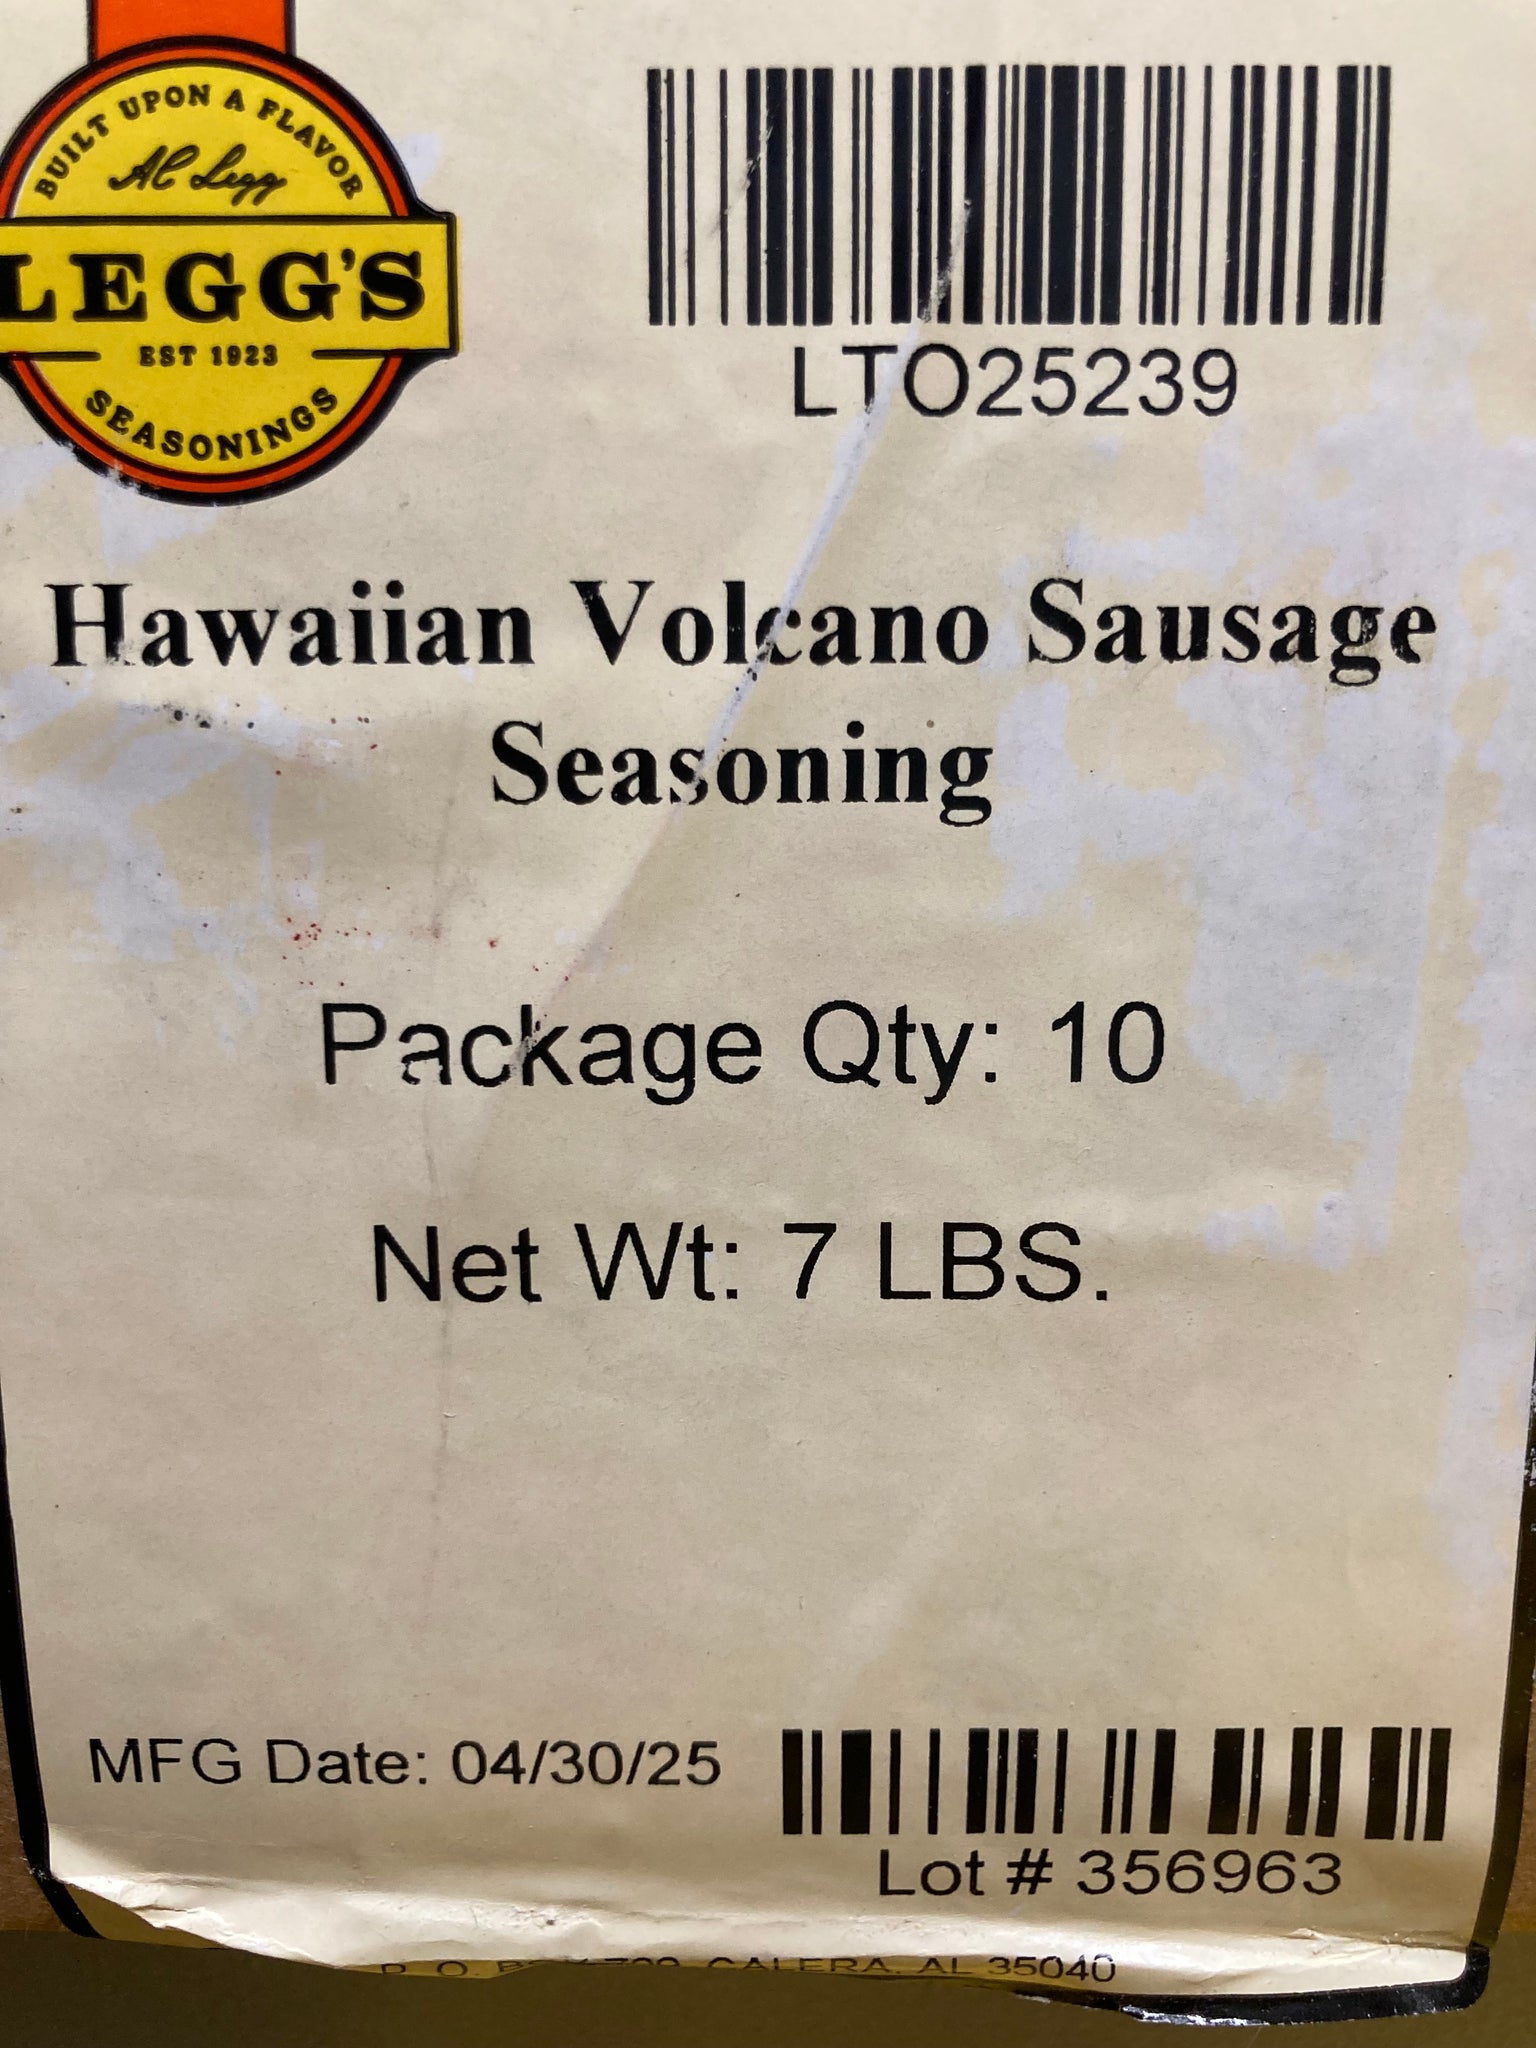 BUILT UPON A FLAVOR
Al Legg
LEGG'S
EST 1923
SEASONINGS
LTO25239
Hawaiian Volcano Sausage
Seasoning
Package Qty: 10
Net Wt: 7 LBS.
MFG Date: 04/30/25
Lot # 356963
P. O. CALERA, AL 35040